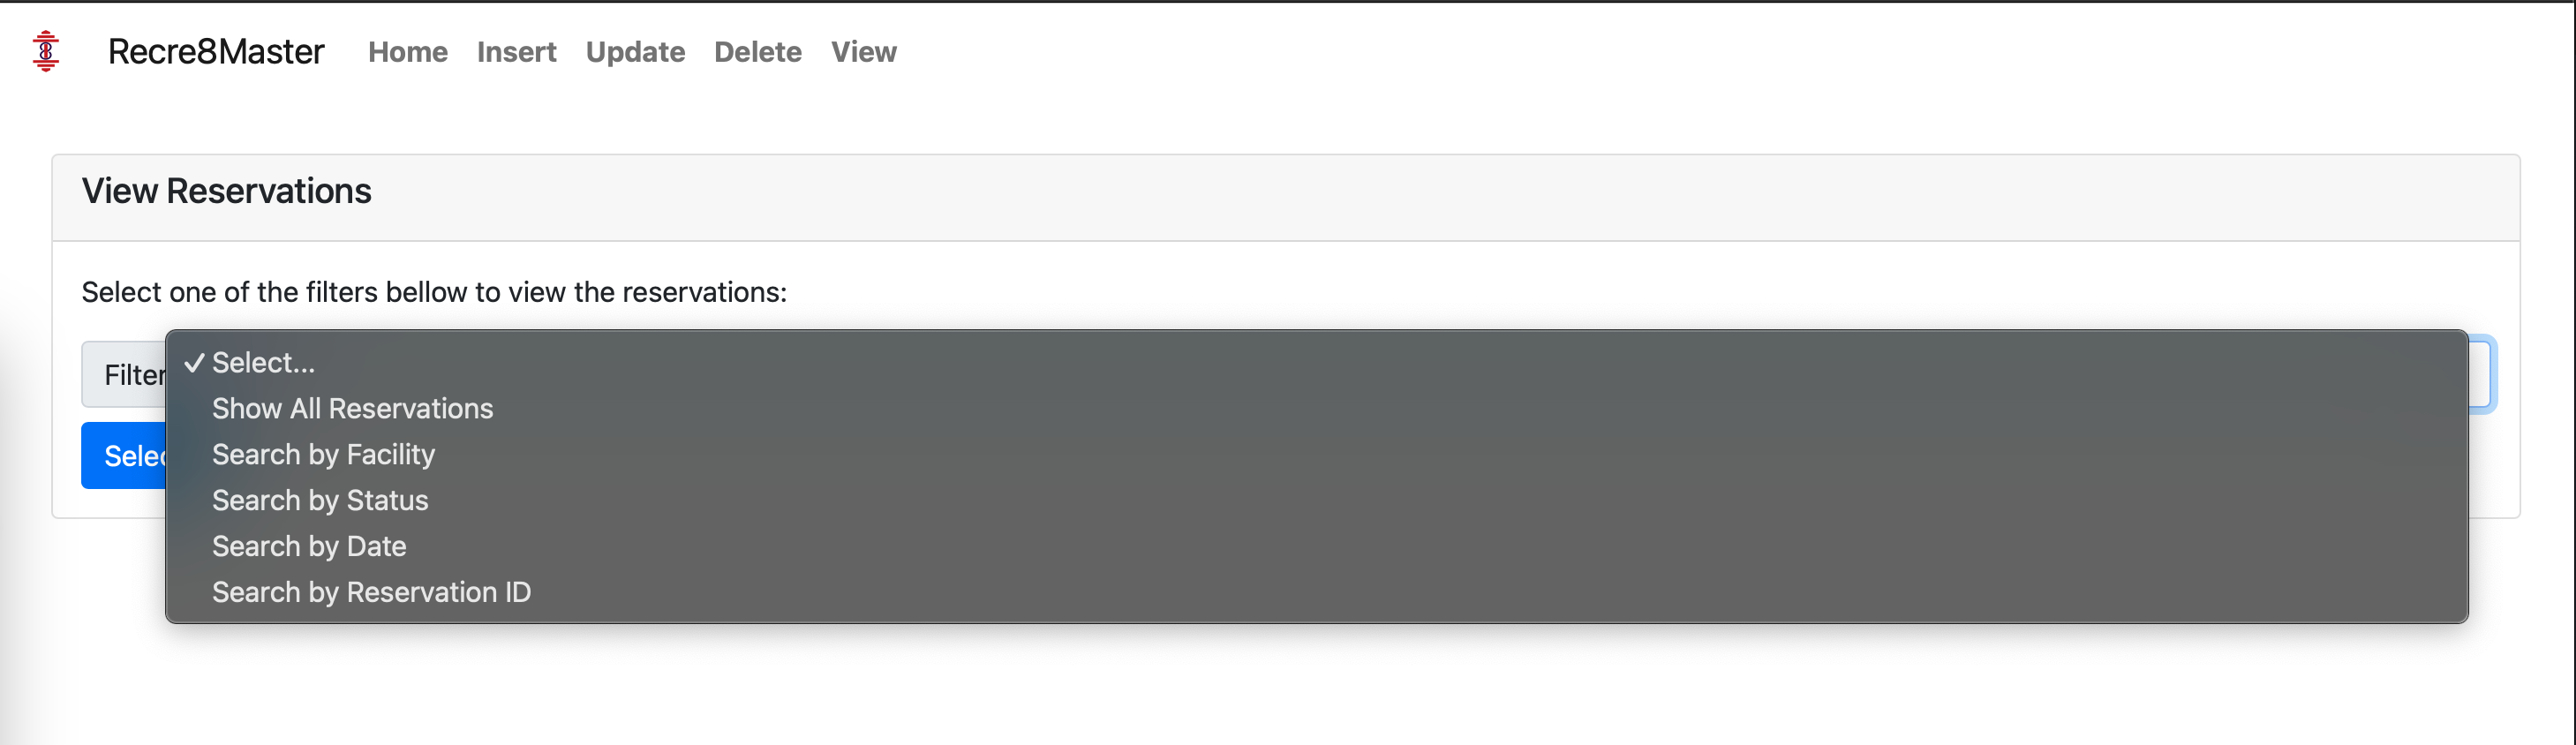 Recre8Master Home Insert Update Delete View
View Reservations
Select one of the filters bellow to view the reservations:
Filter
✓ Select...
Show All Reservations
Search by Facility
Selec
Search by Status
Search by Date
Search by Reservation ID